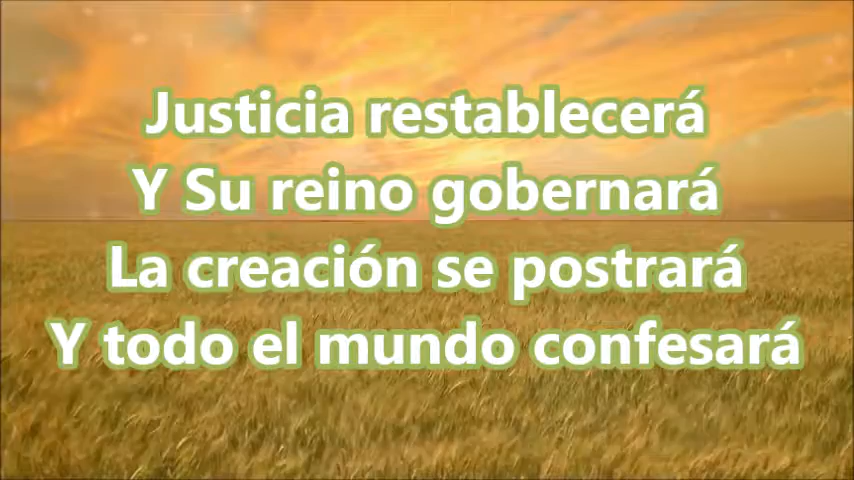 Justicia restablecerá
Y Su reino gobernará
La creación se postrará
Y todo el mundo confesará